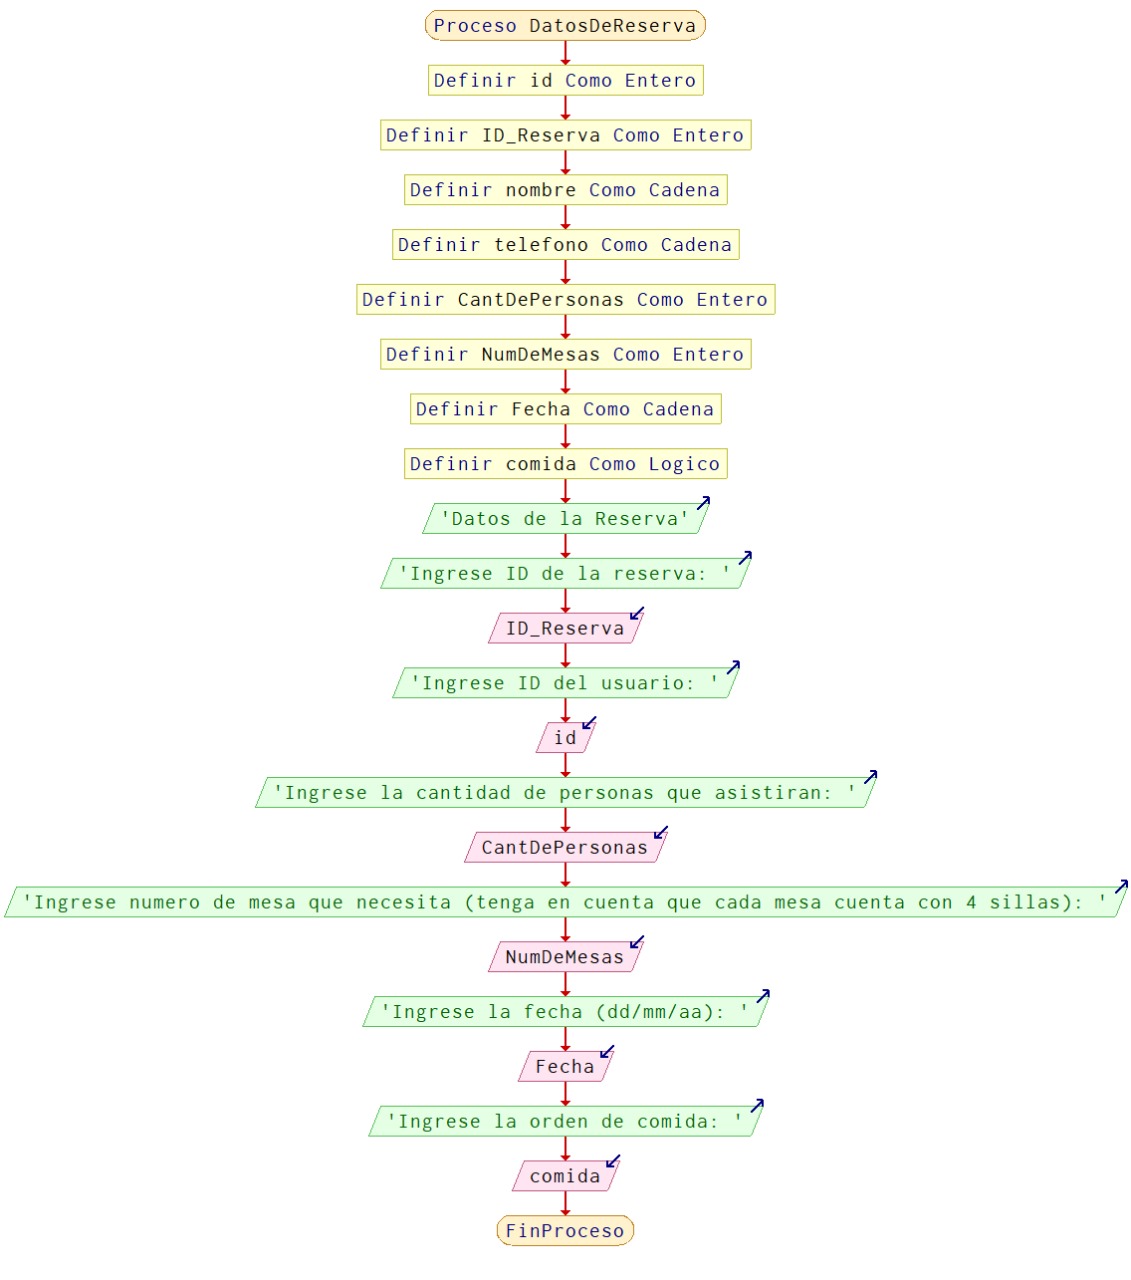 Proceso DatosDeReserva
Definir id Como Entero
Definir ID_Reserva Como Entero
Definir nombre Como Cadena
Definir telefono Como Cadena
Definir CantDePersonas Como Entero
Definir NumDeMesas Como Entero
Definir Fecha Como Cadena
Definir comida Como Logico
'Datos de la Reserva'
'Ingrese ID de la reserva: '
ID_Reserva
'Ingrese ID del usuario: '
id
'Ingrese la cantidad de personas que asistiran: '
CantDePersonas
'Ingrese numero de mesa que necesita (tenga en cuenta que cada mesa cuenta con 4 sillas): '
NumDeMesas
'Ingrese la fecha (dd/mm/aa): '
Fecha
'Ingrese la orden de comida: '
comida
FinProceso